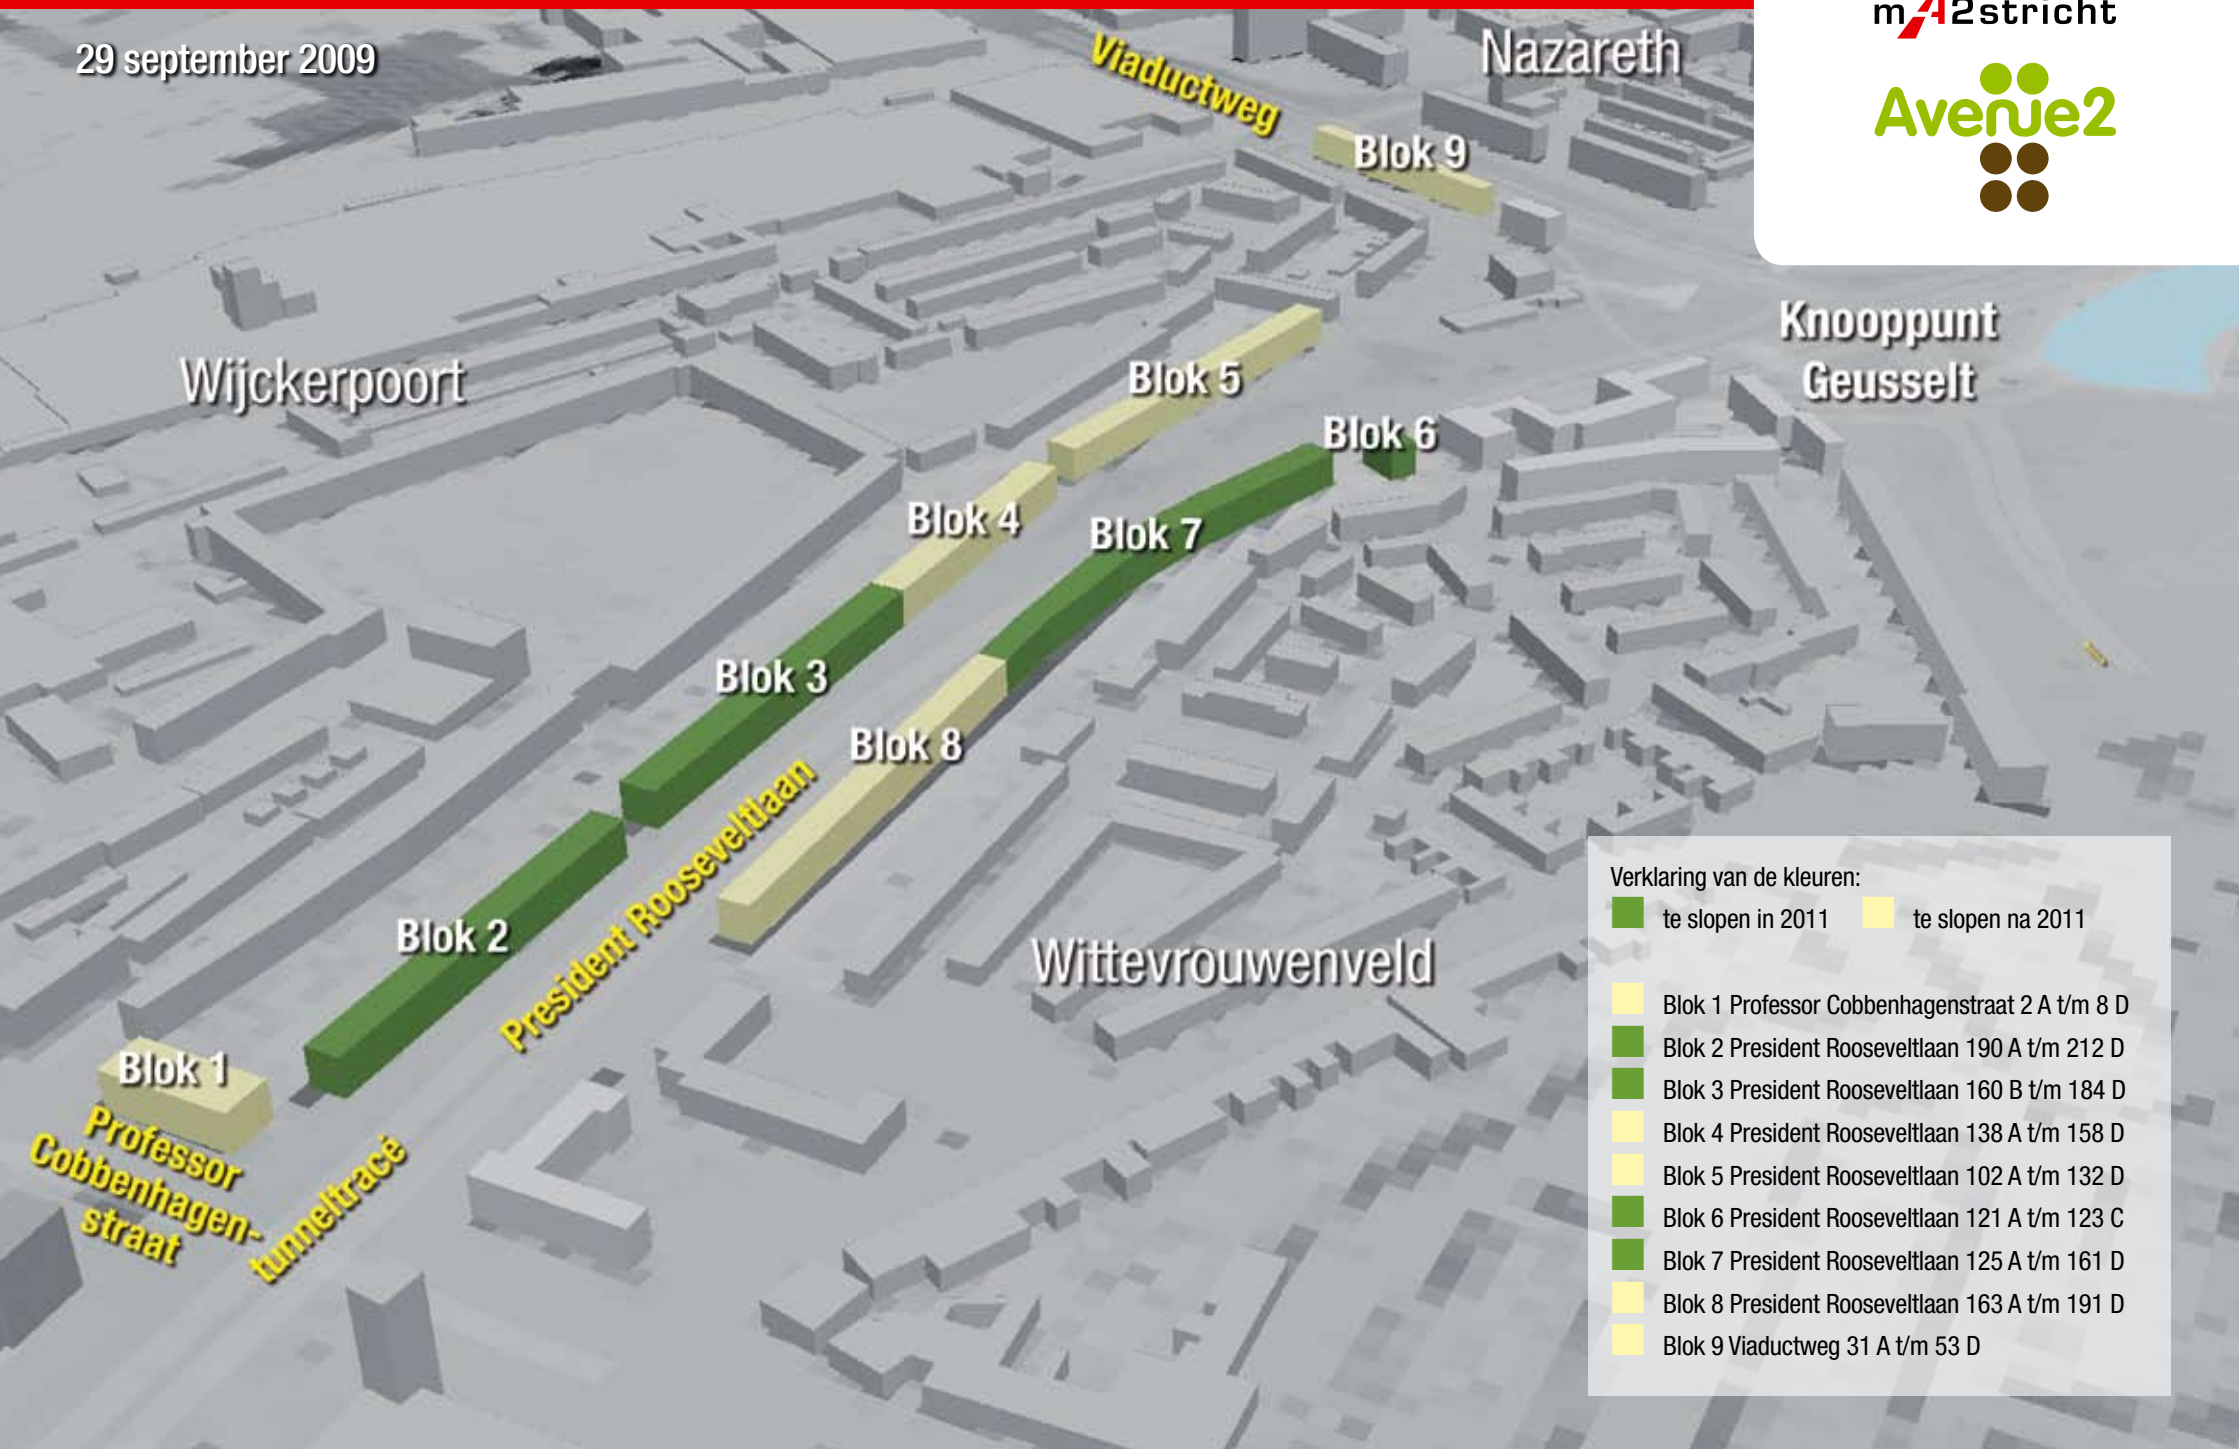 29 september 2009
mA2stricht
Avenue2
Viaductweg
Nazareth
Blok 9
Knooppunt
Geusselt
Wijckerpoort
Blok 5
Blok 6
Blok 4
Blok 7
Blok 3
Blok 8
President Rooseveltlaan
Blok 2
Wittevrouwenveld
Blok 1
Professor
Cobbenhagen-
straat
tunneltracé
Verklaring van de kleuren:
te slopen in 2011 te slopen na 2011
Blok 1 Professor Cobbenhagenstraat 2 A t/m 8 D
Blok 2 President Rooseveltlaan 190 A t/m 212 D
Blok 3 President Rooseveltlaan 160 B t/m 184 D
Blok 4 President Rooseveltlaan 138 A t/m 158 D
Blok 5 President Rooseveltlaan 102 A t/m 132 D
Blok 6 President Rooseveltlaan 121 A t/m 123 C
Blok 7 President Rooseveltlaan 125 A t/m 161 D
Blok 8 President Rooseveltlaan 163 A t/m 191 D
Blok 9 Viaductweg 31 A t/m 53 D